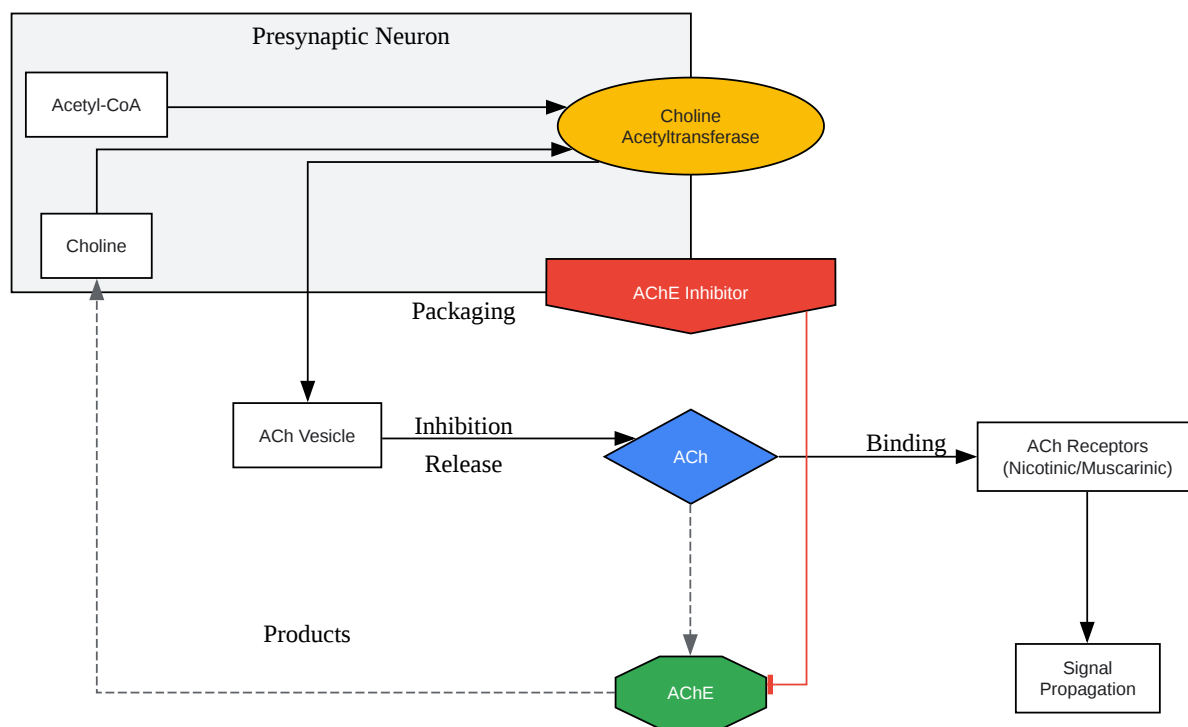 Presynaptic Neuron
Acetyl-CoA
Choline
Acetyltransferase
Choline
AChE Inhibitor
Packaging
ACh Vesicle
Inhibition
Release
ACh
Binding
ACh Receptors
(Nicotinic/Muscarinic)
Products
AChE
Signal
Propagation